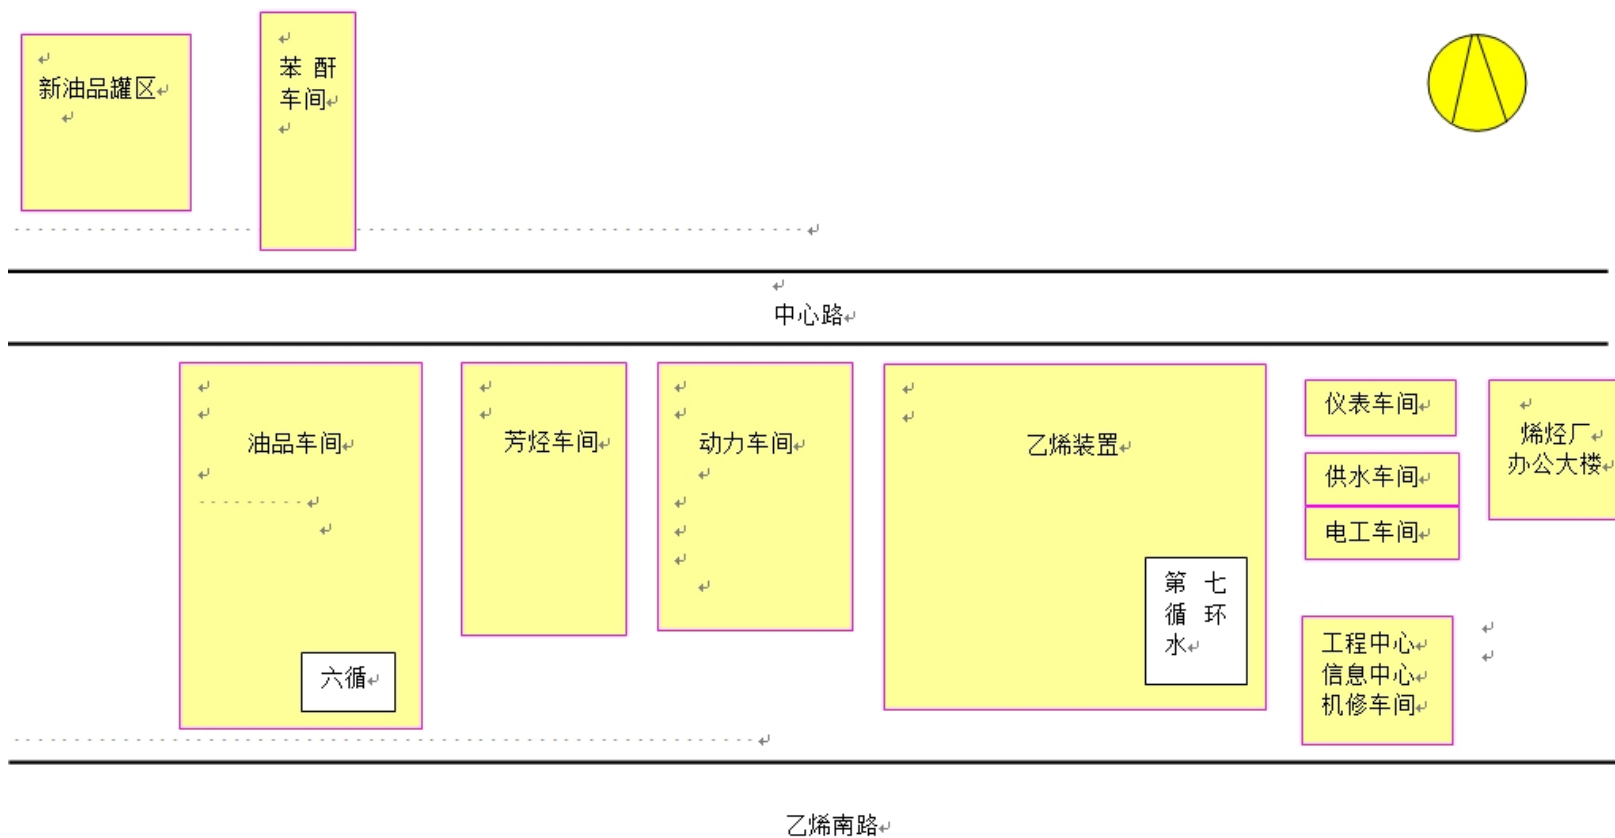 新油品罐区
苯 酐
车间
中心路
油品车间
六循
芳烃车间
动力车间
乙烯装置
第 七
循 环
水
仪表车间
供水车间
电工车间
烯烃厂
办公大楼
工程中心
信息中心
机修车间
乙烯南路